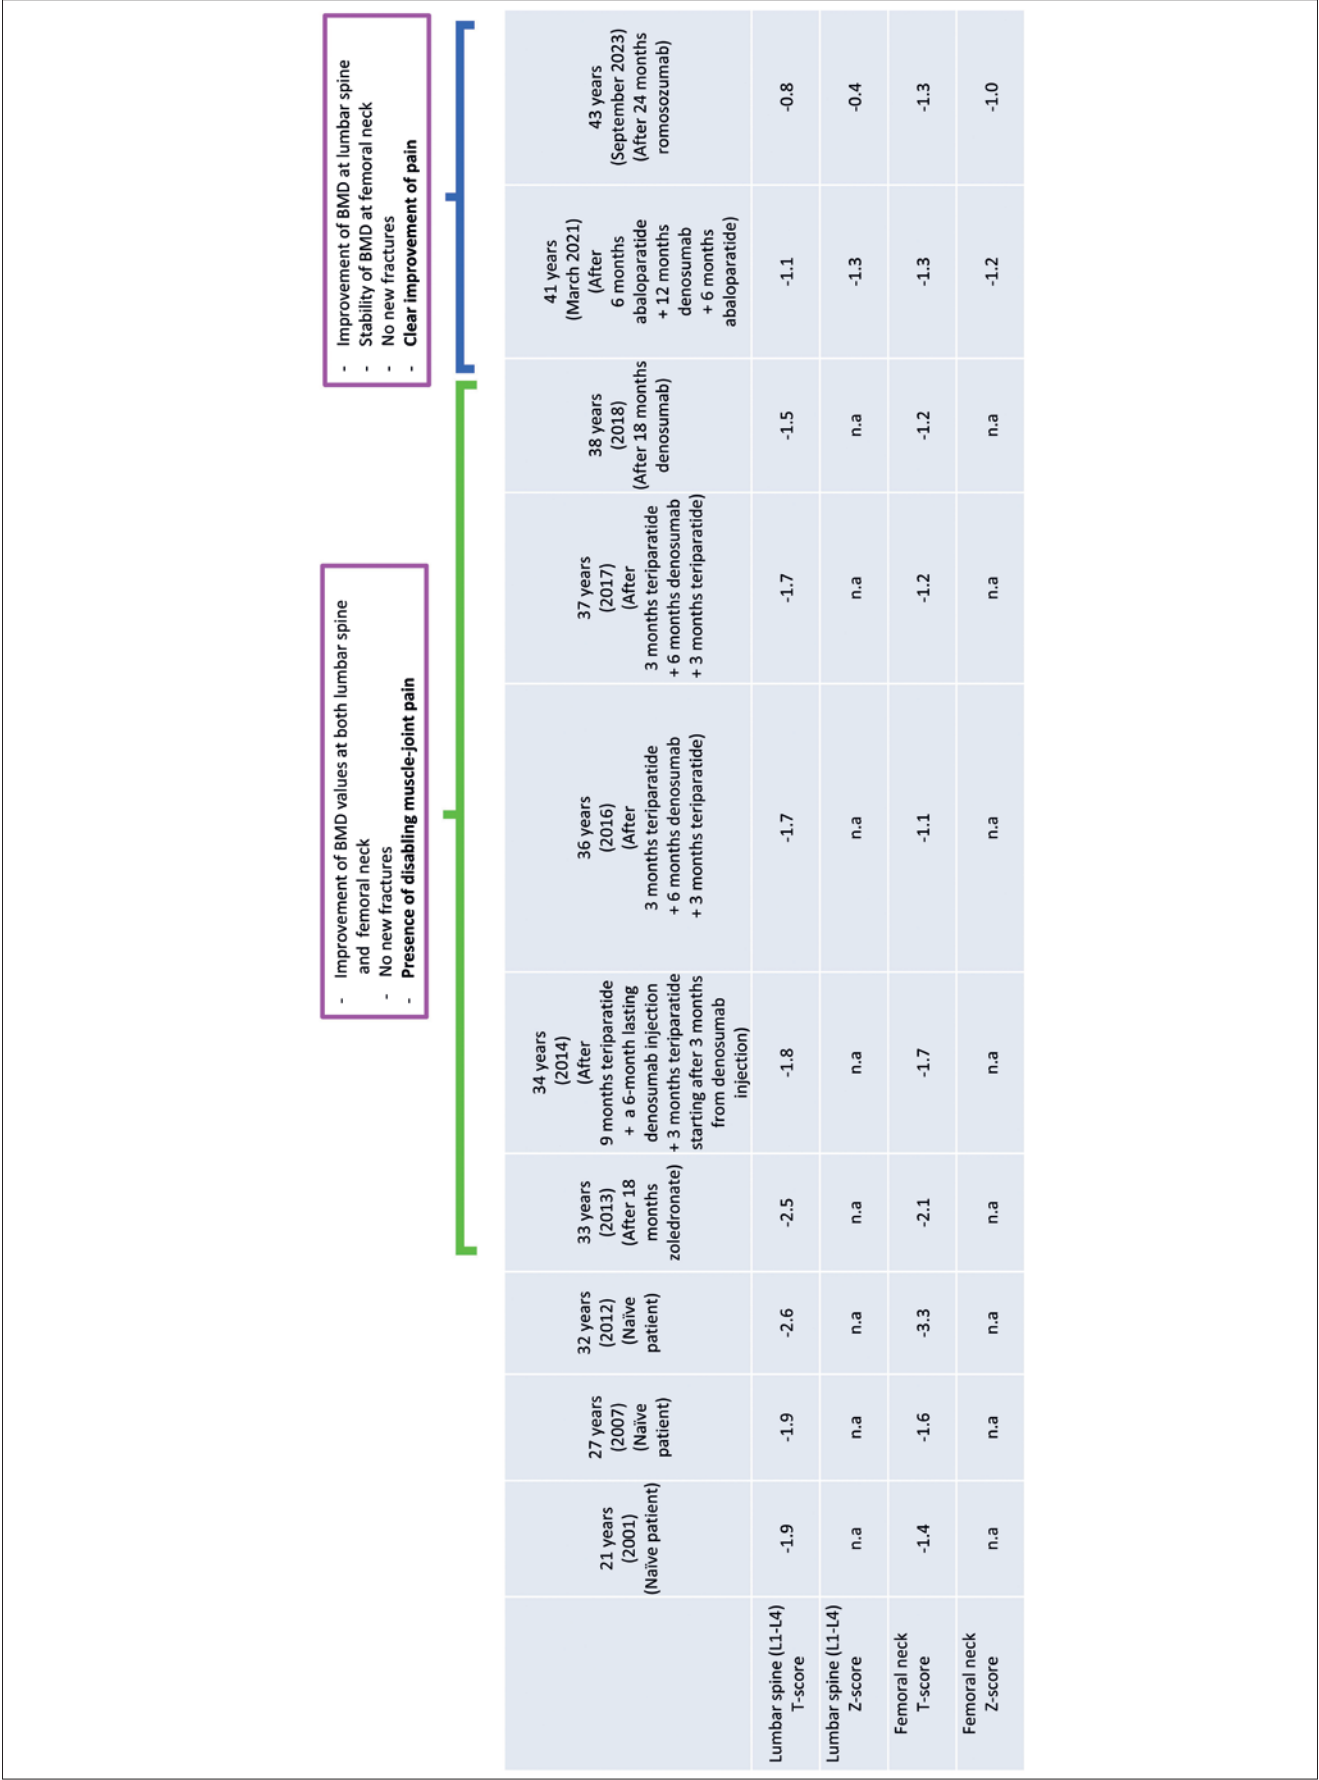 - Improvement of BMD values at both lumbar spine
and femoral neck
- No new fractures
- Presence of disabling muscle-joint pain
- Improvement of BMD at lumbar spine
- Stability of BMD at femoral neck
- No new fractures
- Clear improvement of pain
21 years
(2001)
(Naïve patient)
27 years
(2007)
(Naïve
patient)
32 years
(2012)
(Naïve
patient)
33 years
(2013)
(After 18
months
zoledronate)
34 years
(2014)
(After
9 months teriparatide
+ a 6-month lasting
denosumab injection
+ 3 months teriparatide
starting after 3 months
from denosumab
injection)
36 years
(2016)
(After
3 months teriparatide
+ 6 months denosumab
+ 3 months teriparatide)
37 years
(2017)
(After
3 months teriparatide
+ 6 months denosumab
+ 3 months teriparatide)
38 years
(2018)
(After 18 months
denosumab)
41 years
(March 2021)
(After
6 months
abaloparatide
+ 12 months
denosumab
+ 6 months
abaloparatide)
43 years
(September 2023)
(After 24 months
romosozumab)
Lumbar spine (L1-L4)
T-score
-1.9 -1.9 -2.6 -2.5 -1.8 -1.7 -1.7 -1.5 -1.1 -0.8
Lumbar spine (L1-L4)
Z-score
n.a n.a n.a n.a n.a n.a n.a n.a -1.3 -0.4
Femoral neck
T-score
-1.4 -1.6 -3.3 -2.1 -1.7 -1.1 -1.2 -1.2 -1.3 -1.3
Femoral neck
Z-score
n.a n.a n.a n.a n.a n.a n.a n.a -1.2 -1.0